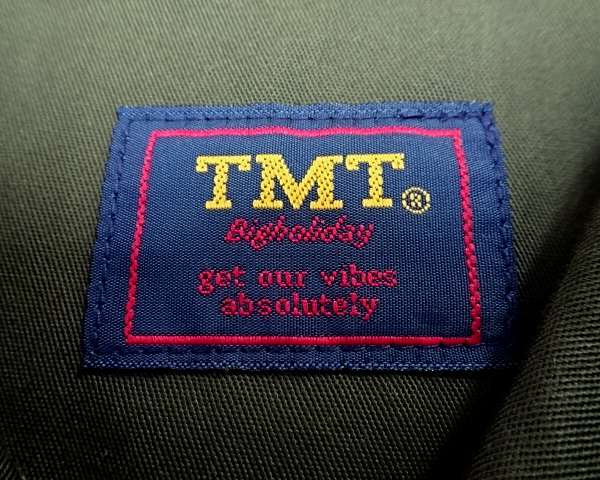 TMT®
Bigholiday
get our vibes
absolutely